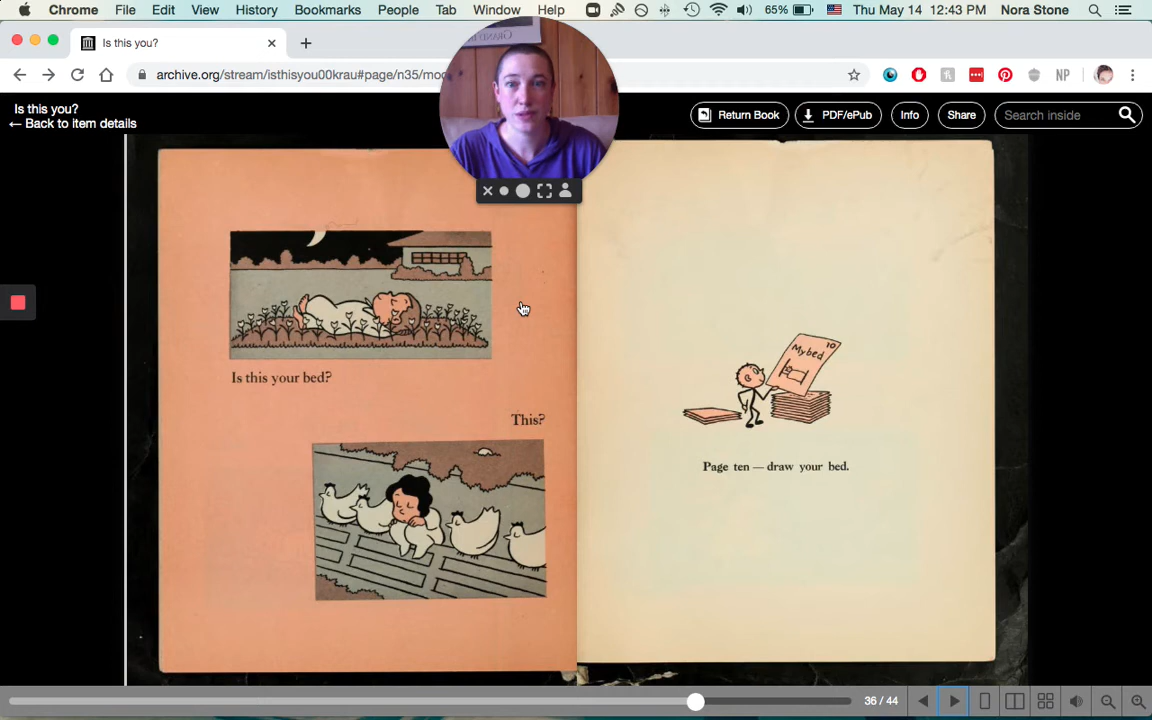 Chrome File Edit View History Bookmarks People Tab Window Help 65% Thu May 14 12:43 PM Nora Stone
Is this you?
archive.org/stream/isthisyou00krau#page/n35/mod
NP
Is this you?
← Back to item details
Return Book PDF/ePub Info Share Search inside
Is this your bed?
This?
10
My bed
Page ten — draw your bed.
36 / 44